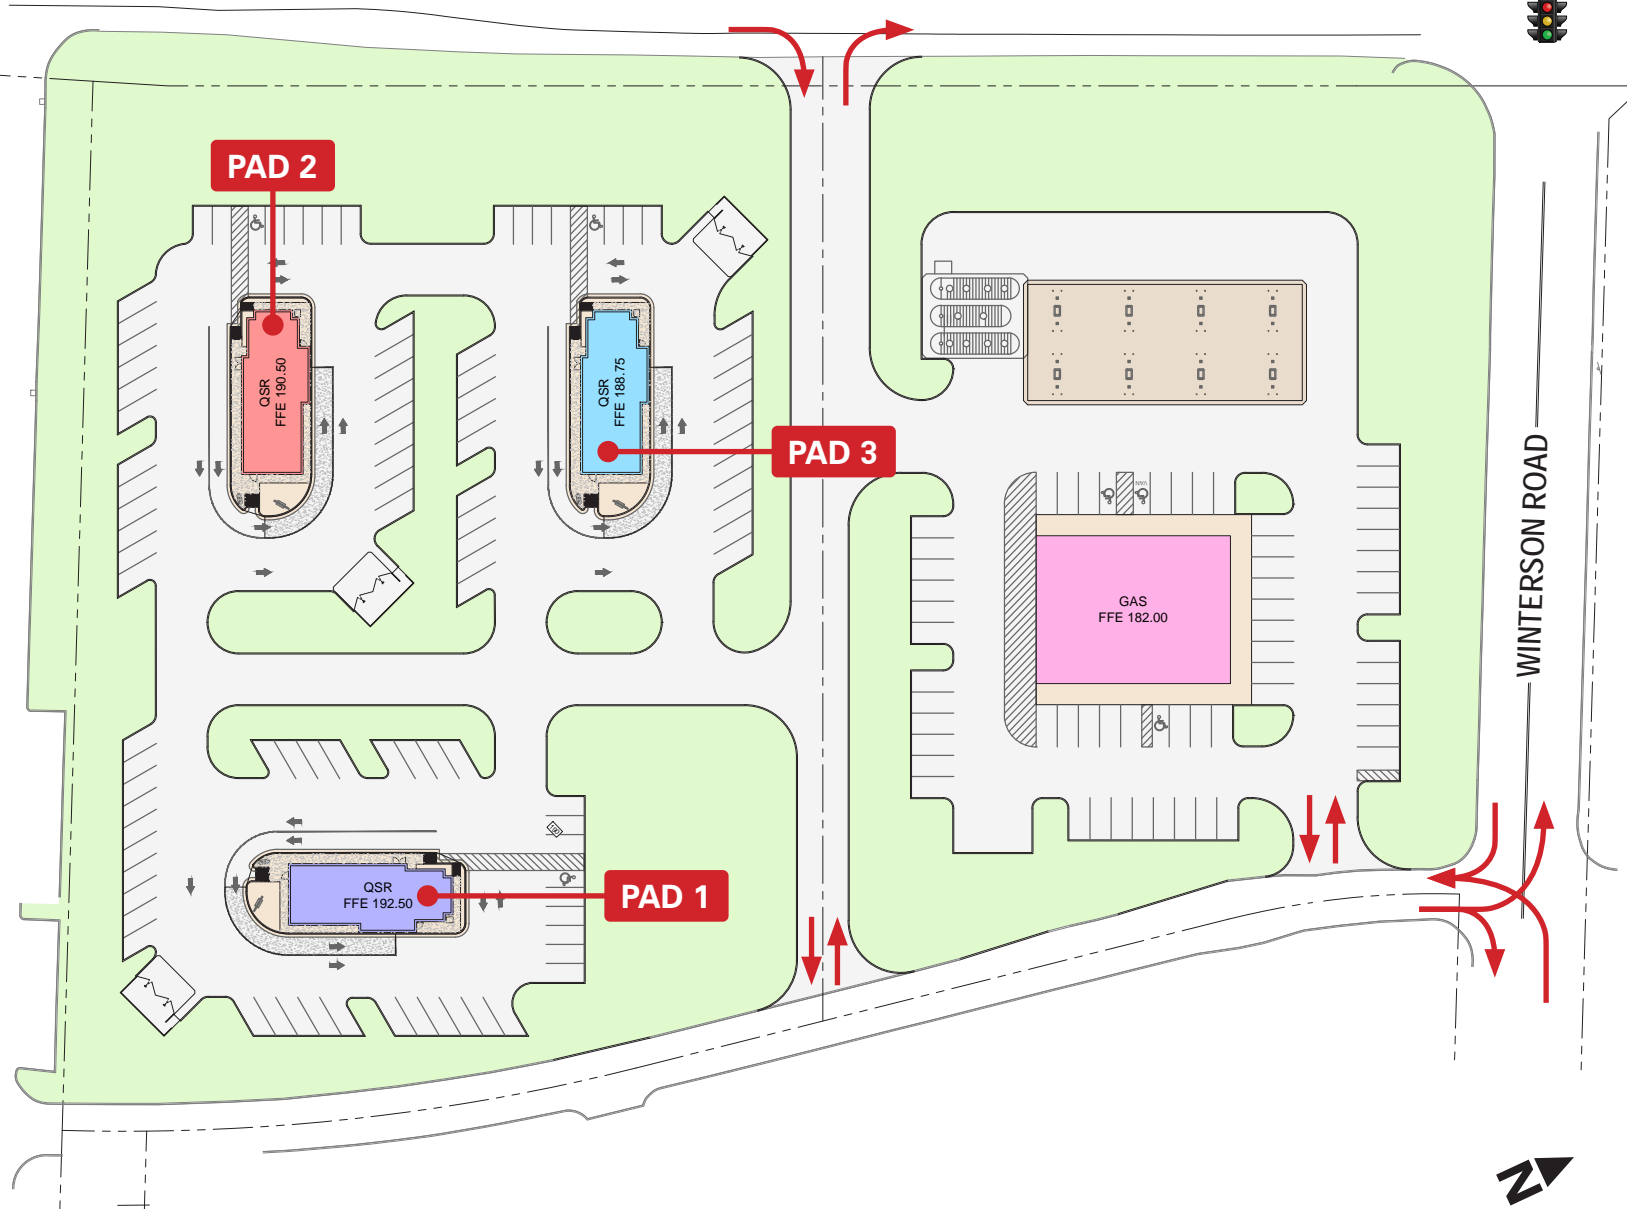 PAD 2
QSR
FFE 190.50
QSR
FFE 188.75
PAD 3
WINTERSON ROAD
VAN
GAS
FFE 182.00
QSR
FFE 192.50
PAD 1
N